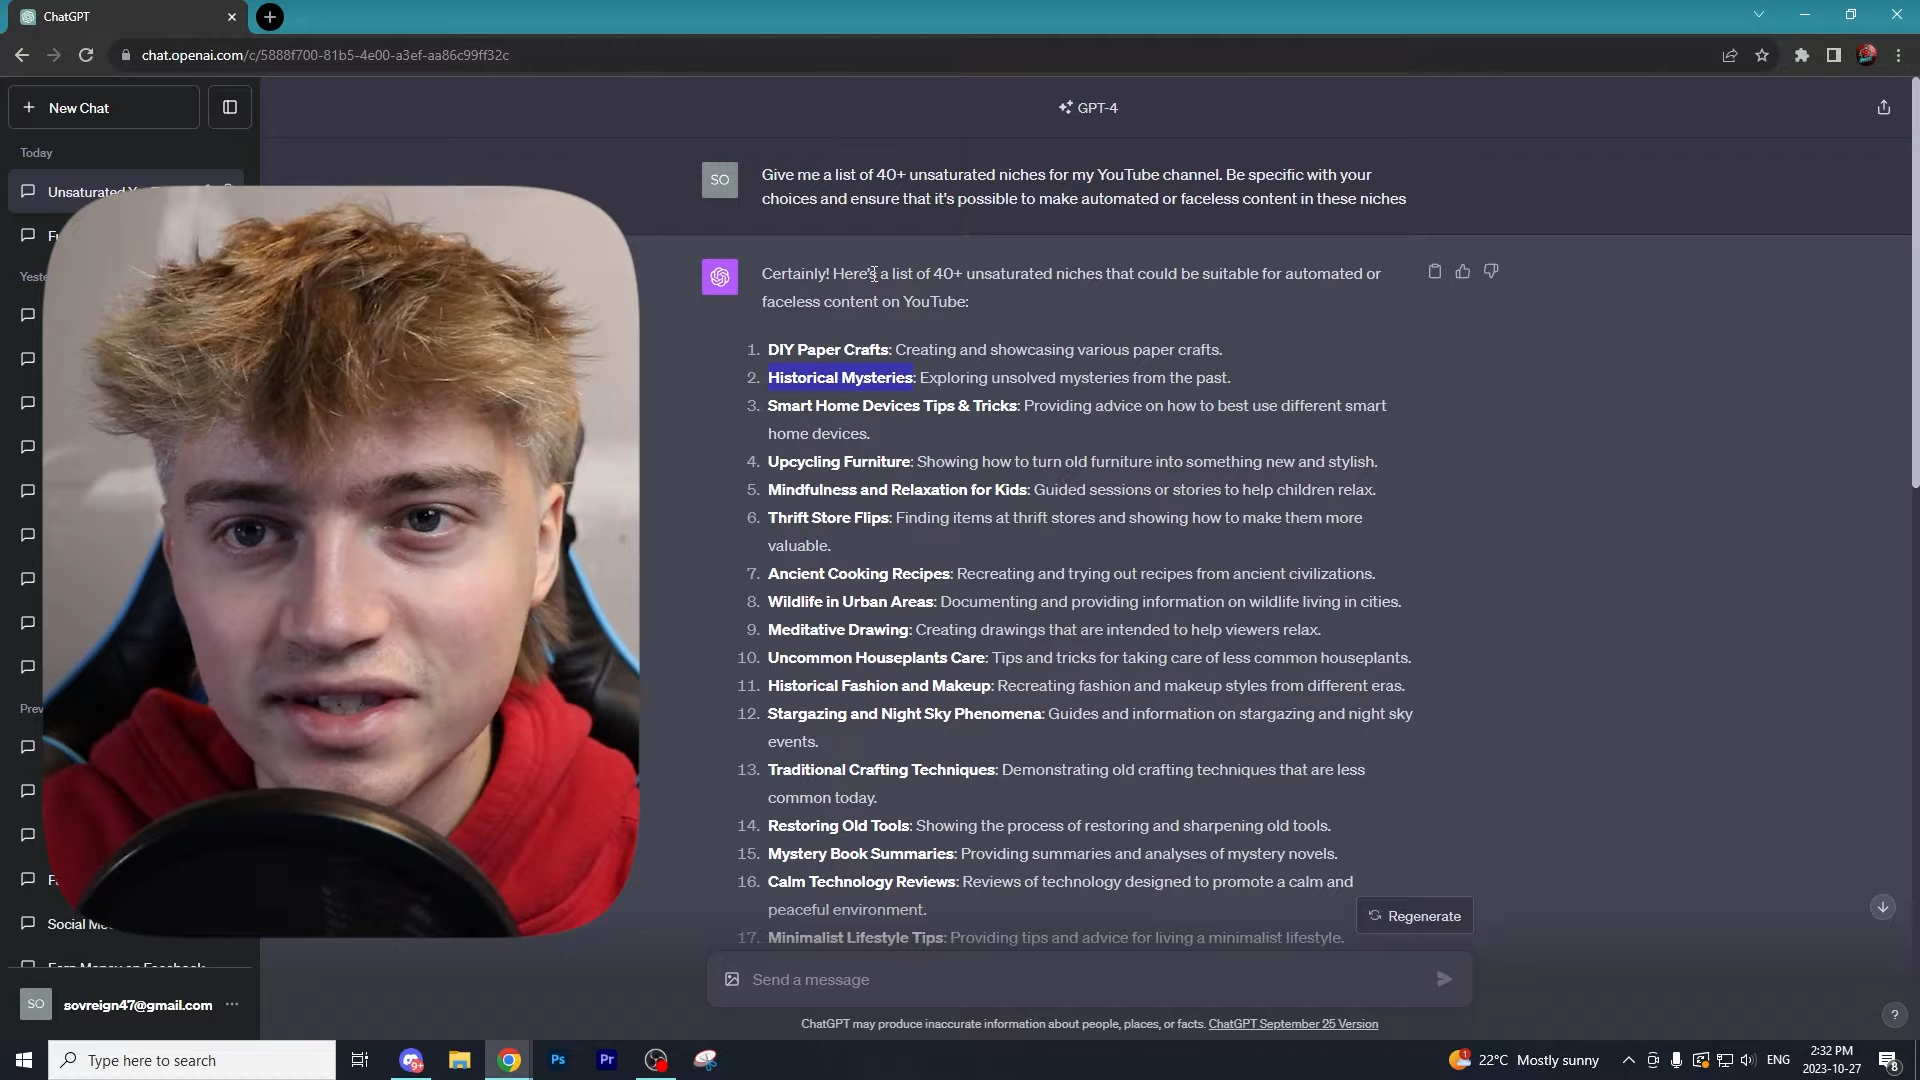 ChatGPT
chat.openai.com/c/5888f700-81b5-4e00-a3ef-aa86c99ff32c
New Chat
GPT-4
Today
Unsaturated
Yeste
Prev
Social Me
sovreign47@gmail.com
SO
SO
Give me a list of 40+ unsaturated niches for my YouTube channel. Be specific with your
choices and ensure that it's possible to make automated or faceless content in these niches
Certainly! Here's a list of 40+ unsaturated niches that could be suitable for automated or
faceless content on YouTube:
1. DIY Paper Crafts: Creating and showcasing various paper crafts.
2. Historical Mysteries: Exploring unsolved mysteries from the past.
3. Smart Home Devices Tips & Tricks: Providing advice on how to best use different smart
home devices.
4. Upcycling Furniture: Showing how to turn old furniture into something new and stylish.
5. Mindfulness and Relaxation for Kids: Guided sessions or stories to help children relax.
6. Thrift Store Flips: Finding items at thrift stores and showing how to make them more
valuable.
7. Ancient Cooking Recipes: Recreating and trying out recipes from ancient civilizations.
8. Wildlife in Urban Areas: Documenting and providing information on wildlife living in cities.
9. Meditative Drawing: Creating drawings that are intended to help viewers relax.
10. Uncommon Houseplants Care: Tips and tricks for taking care of less common houseplants.
11. Historical Fashion and Makeup: Recreating fashion and makeup styles from different eras.
12. Stargazing and Night Sky Phenomena: Guides and information on stargazing and night sky
events.
13. Traditional Crafting Techniques: Demonstrating old crafting techniques that are less
common today.
14. Restoring Old Tools: Showing the process of restoring and sharpening old tools.
15. Mystery Book Summaries: Providing summaries and analyses of mystery novels.
16. Calm Technology Reviews: Reviews of technology designed to promote a calm and
peaceful environment.
17. Minimalist Lifestyle Tips: Providing tips and advice for living a minimalist lifestyle.
Regenerate
Send a message
ChatGPT may produce inaccurate information about people, places, or facts. ChatGPT September 25 Version
?
Type here to search
9+
Ps
Pr
1
22°C Mostly sunny
ENG
2:32 PM
2023-10-27
8